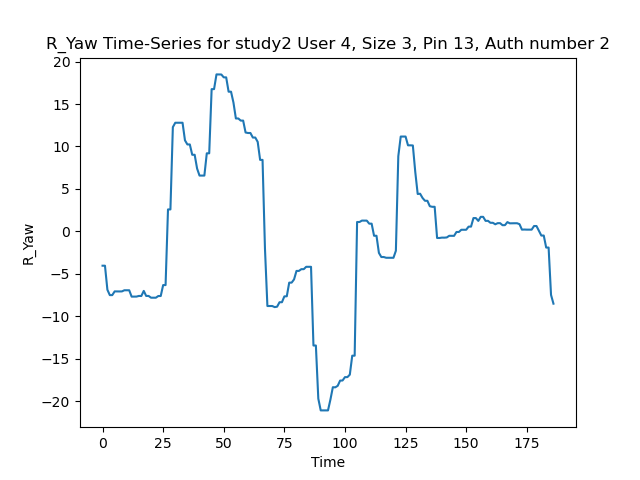 R_Yaw Time-Series for study2 User 4, Size 3, Pin 13, Auth number 2
20
15
10
5
0
−5
−10
−15
−20
R_Yaw
0 25 50 75 100 125 150 175
Time